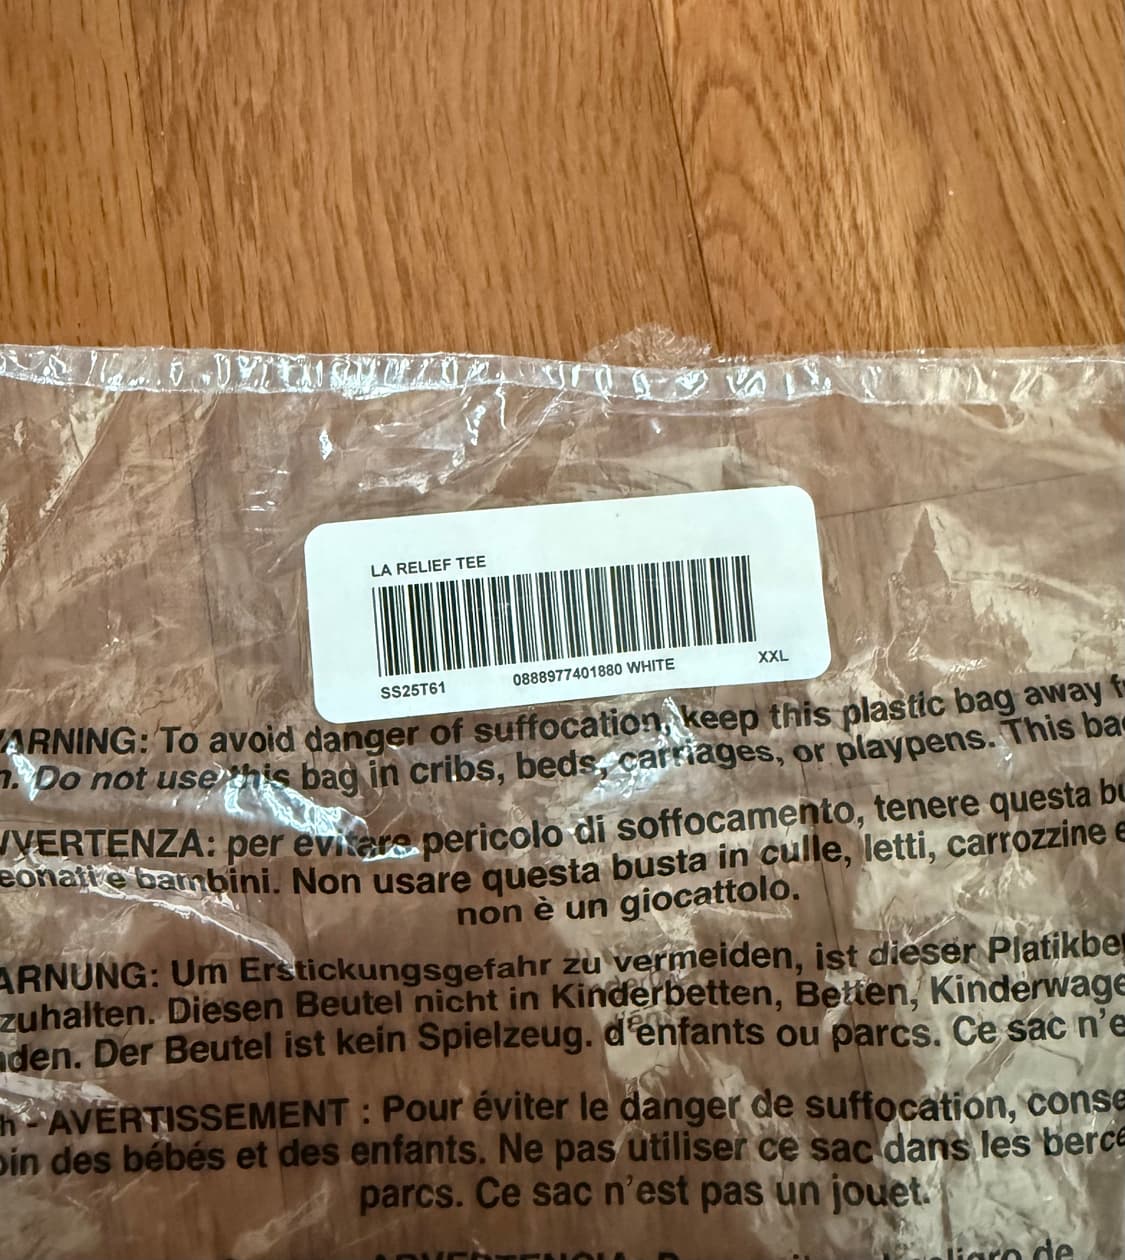 LA RELIEF TEE
SS25T61 0888977401880 WHITE XXL
ARNING: To avoid danger of suffocation, keep this plastic bag away f
n. Do not use this bag in cribs, beds, carriages, or playpens. This ba
VVERTENZA: per evitare pericolo di soffocamento, tenere questa bu
eonati e bambini. Non usare questa busta in culle, letti, carrozzine e
non è un giocattolo.
ARNUNG: Um Erstickungsgefahr zu vermeiden, ist dieser Platikbe
zuhalten. Diesen Beutel nicht in Kinderbetten, Betten, Kinderwage
den. Der Beutel ist kein Spielzeug. d'enfants ou parcs. Ce sac n'e
h - AVERTISSEMENT : Pour éviter le danger de suffocation, conse
oin des bébés et des enfants. Ne pas utiliser ce sac dans les berce
parcs. Ce sac n'est pas un jouet.